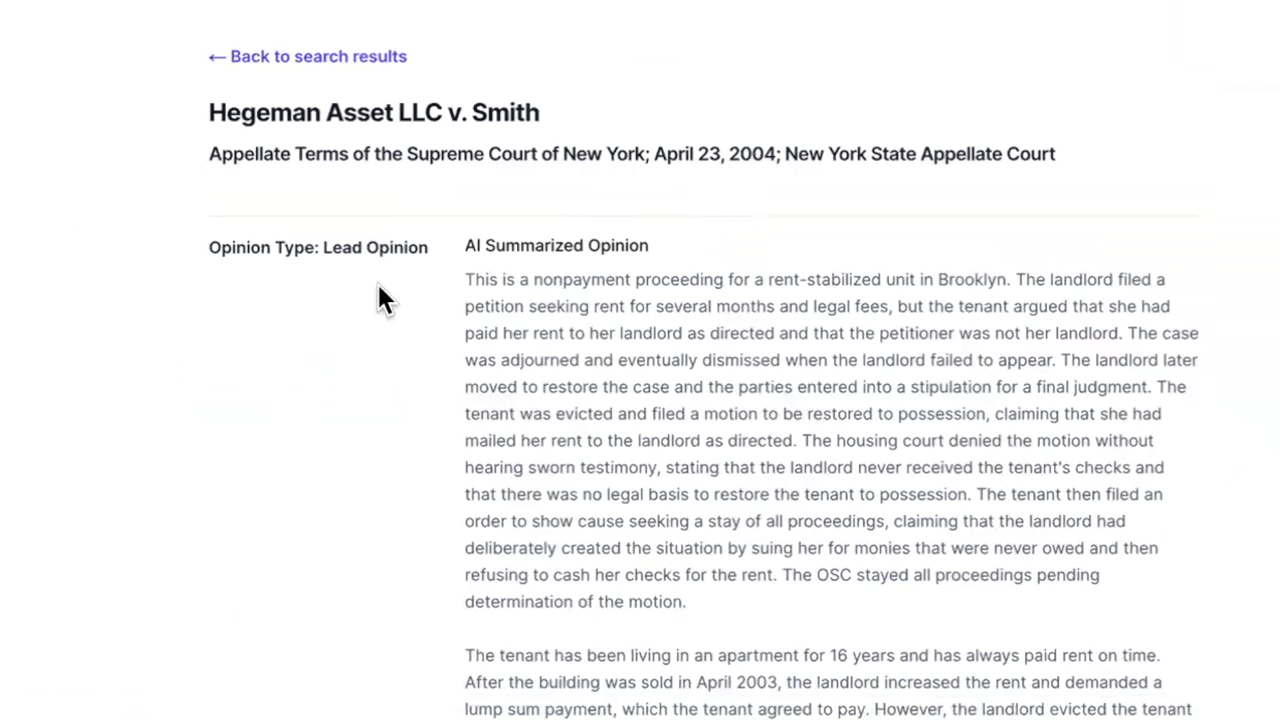 ← Back to search results
Hegeman Asset LLC v. Smith
Appellate Terms of the Supreme Court of New York; April 23, 2004; New York State Appellate Court
Opinion Type: Lead Opinion
AI Summarized Opinion
This is a nonpayment proceeding for a rent-stabilized unit in Brooklyn. The landlord filed a
petition seeking rent for several months and legal fees, but the tenant argued that she had
paid her rent to her landlord as directed and that the petitioner was not her landlord. The case
was adjourned and eventually dismissed when the landlord failed to appear. The landlord later
moved to restore the case and the parties entered into a stipulation for a final judgment. The
tenant was evicted and filed a motion to be restored to possession, claiming that she had
mailed her rent to the landlord as directed. The housing court denied the motion without
hearing sworn testimony, stating that the landlord never received the tenant's checks and
that there was no legal basis to restore the tenant to possession. The tenant then filed an
order to show cause seeking a stay of all proceedings, claiming that the landlord had
deliberately created the situation by suing her for monies that were never owed and then
refusing to cash her checks for the rent. The OSC stayed all proceedings pending
determination of the motion.
The tenant has been living in an apartment for 16 years and has always paid rent on time.
After the building was sold in April 2003, the landlord increased the rent and demanded a
lump sum payment, which the tenant agreed to pay. However, the landlord evicted the tenant